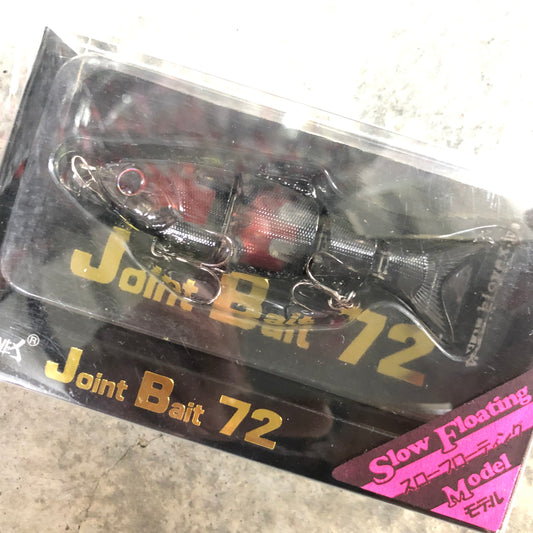 Joint Bait 72
®
Joint Bait 72
Slow Floating
スローフローティング
Model
モデル